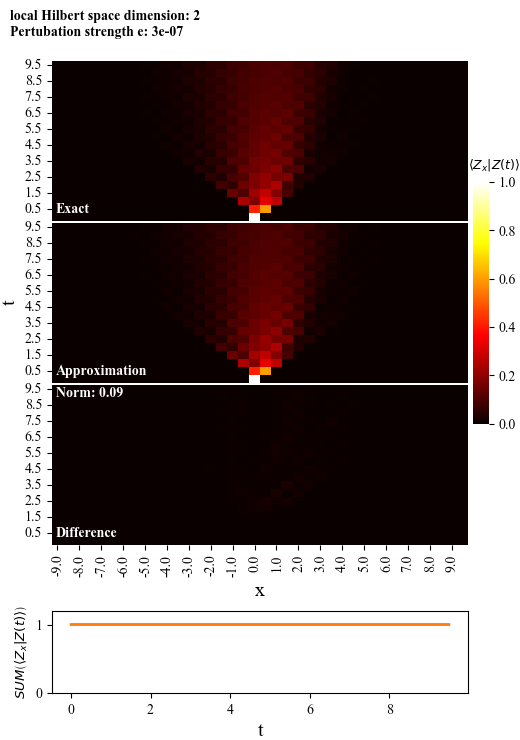 local Hilbert space dimension: 2
Pertubation strength e: 3e-07
9.5
8.5
7.5
6.5
5.5
4.5
3.5
2.5
1.5
0.5
Exact
9.5
8.5
7.5
6.5
5.5
4.5
3.5
2.5
1.5
0.5
Approximation
t
9.5
8.5
7.5
6.5
5.5
4.5
3.5
2.5
1.5
0.5
Norm: 0.09
Difference
-9.0 -8.0 -7.0 -6.0 -5.0 -4.0 -3.0 -2.0 -1.0 0.0 1.0 2.0 3.0 4.0 5.0 6.0 7.0 8.0 9.0
x
⟨Zₓ|Z(t)⟩
1.0
0.8
0.6
0.4
0.2
0.0
SUM(⟨Zₓ|Z(t)⟩)
1
0
0 2 4 6 8
t